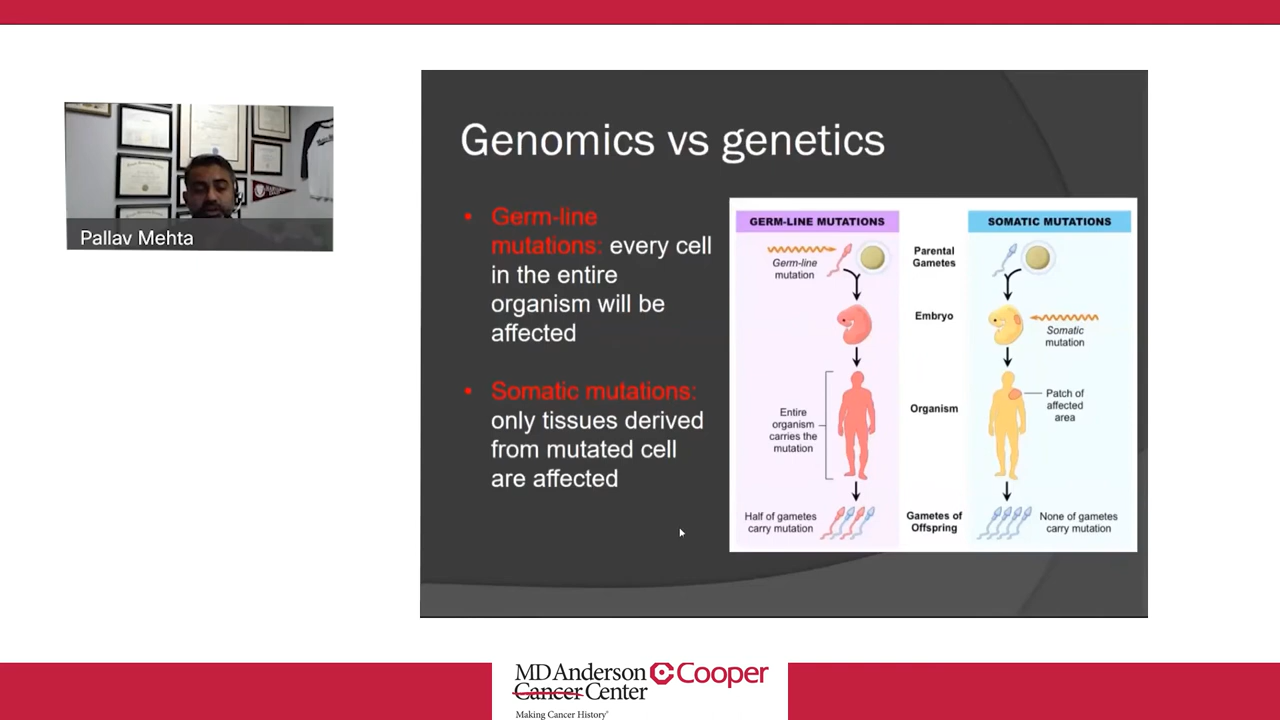 Pallav Mehta
Genomics vs genetics
• Germ-line
mutations: every cell
in the entire
organism will be
affected
• Somatic mutations:
only tissues derived
from mutated cell
are affected
GERM-LINE MUTATIONS
SOMATIC MUTATIONS
Germ-line
mutation
Parental
Gametes
Embryo
Somatic
mutation
Entire
organism
carries the
mutation
Organism
Patch of
affected
area
Half of gametes
carry mutation
Gametes of
Offspring
None of gametes
carry mutation
MD Anderson Cooper
Cancer Center
Making Cancer History®